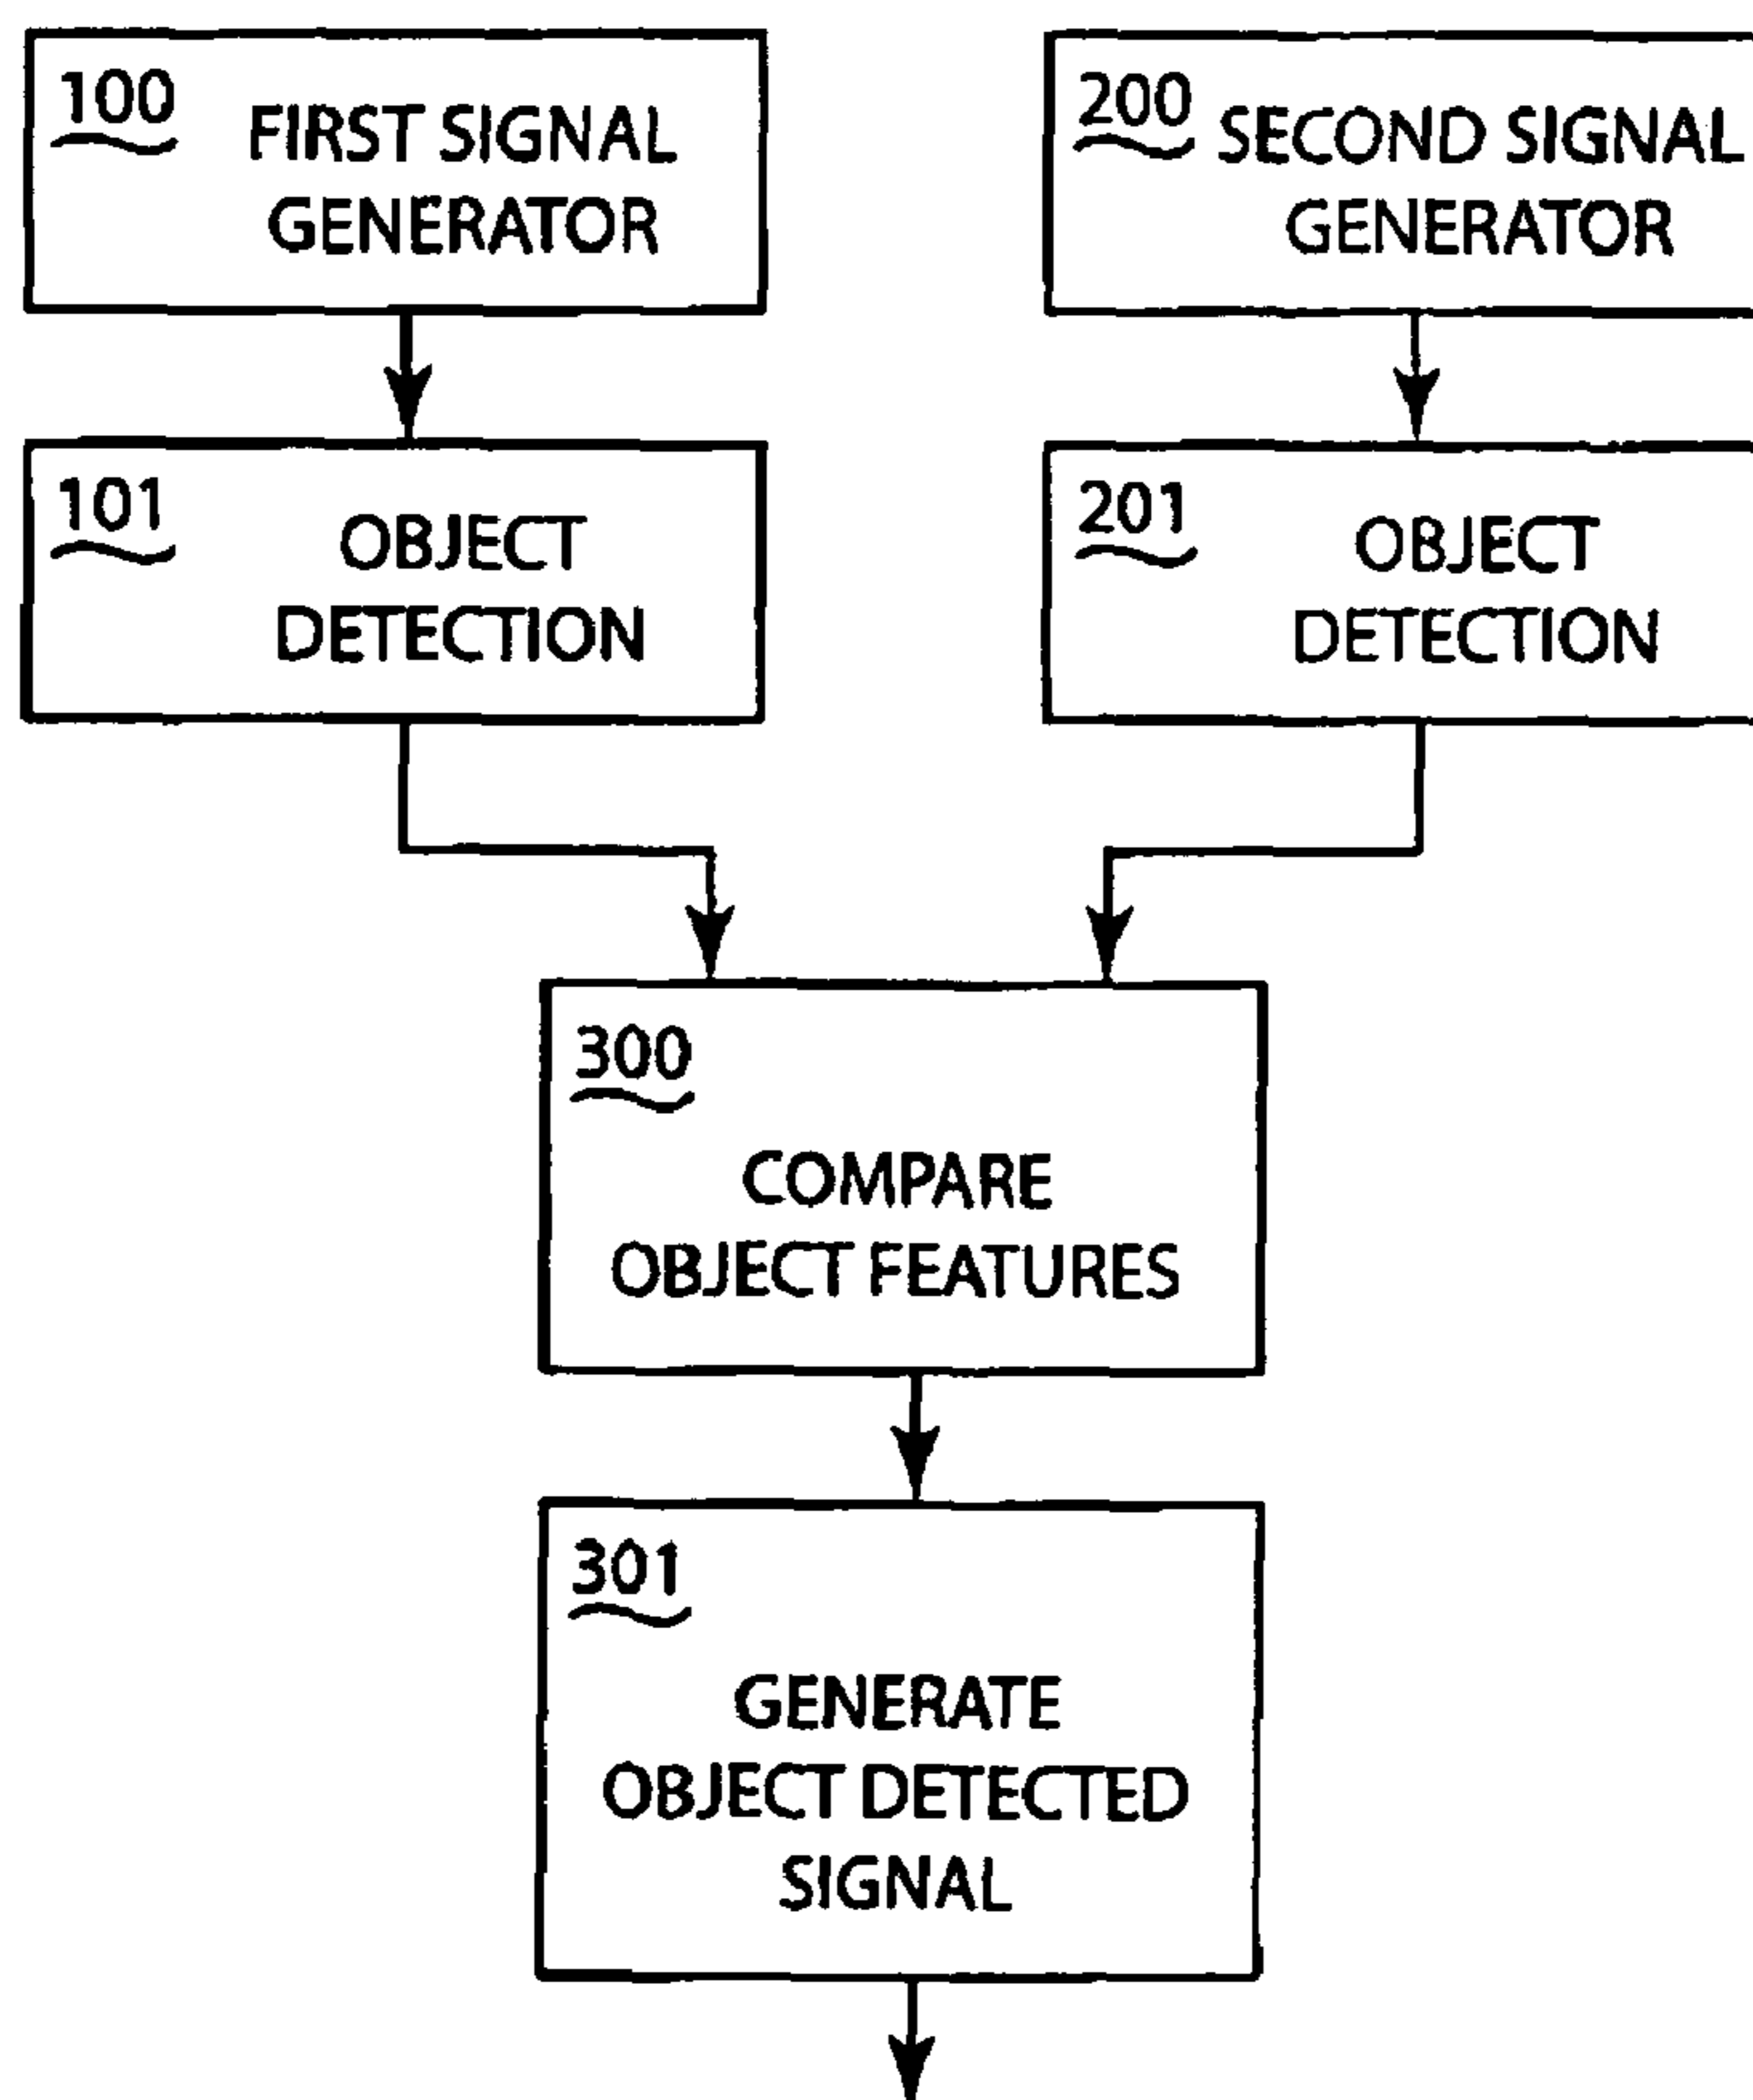 100
FIRST SIGNAL
GENERATOR
200
SECOND SIGNAL
GENERATOR
101
OBJECT
DETECTION
201
OBJECT
DETECTION
300
COMPARE
OBJECT FEATURES
301
GENERATE
OBJECT DETECTED
SIGNAL